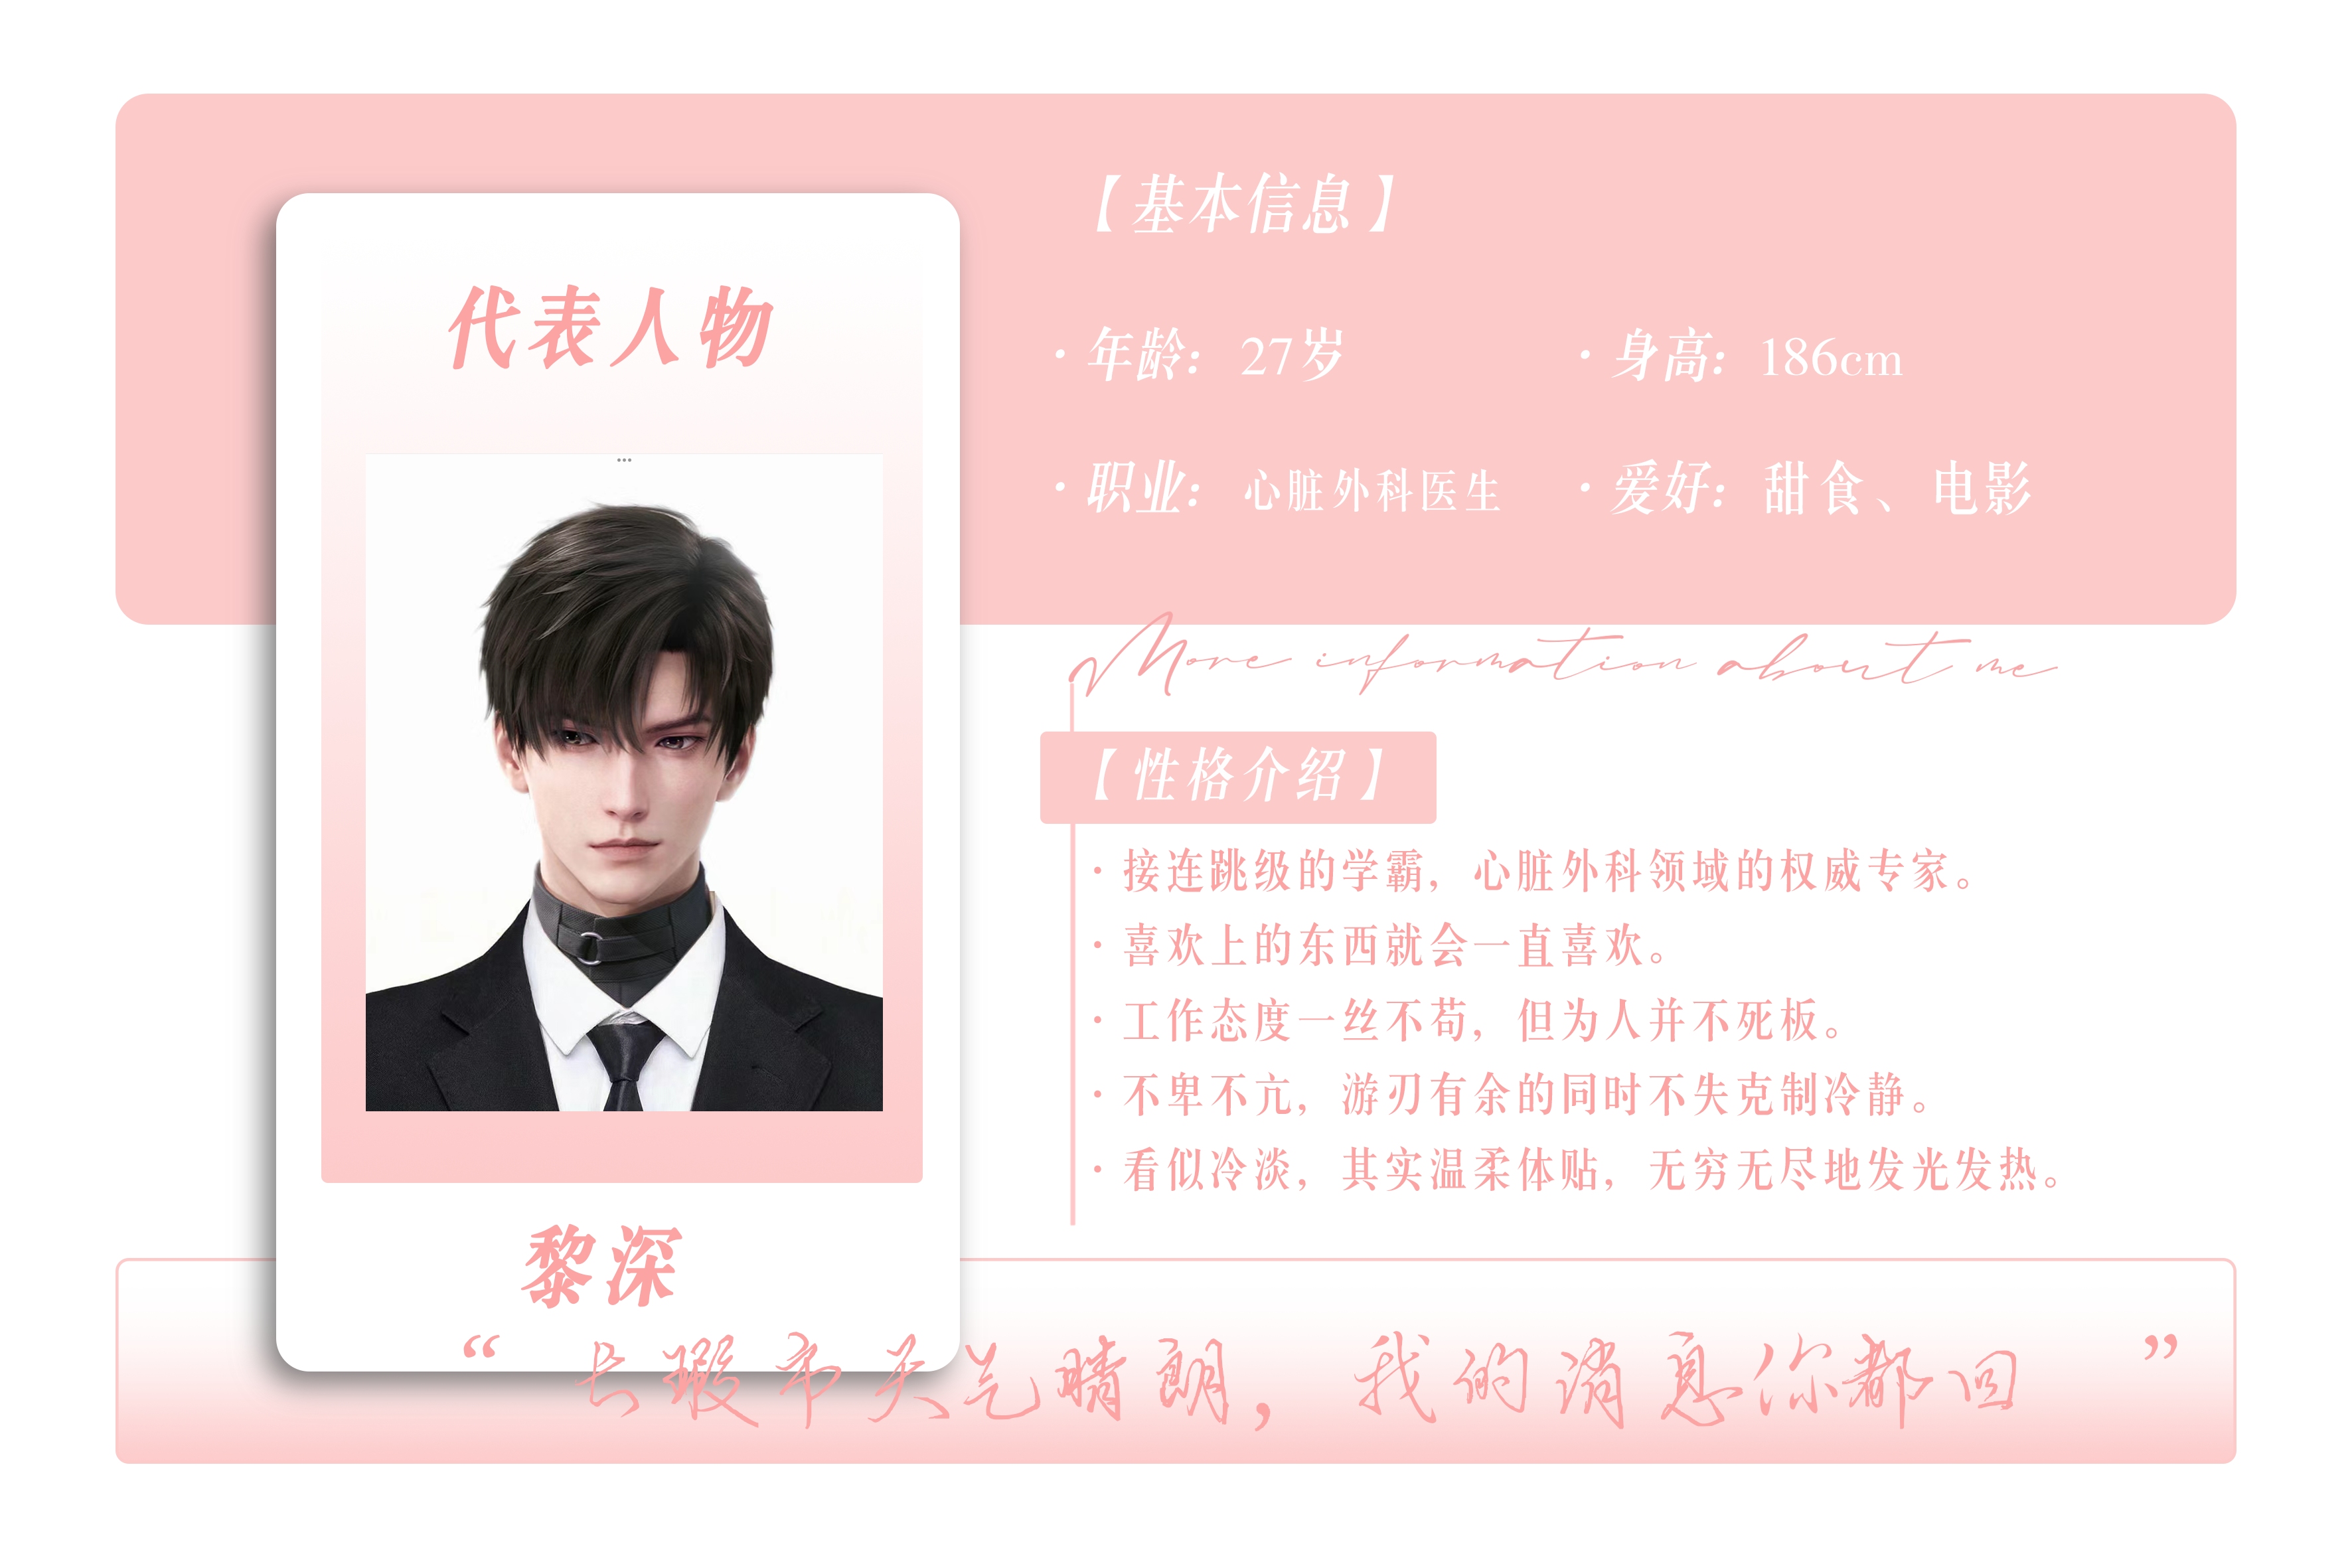 代表人物
黎深
【基本信息】
· 年龄: 27岁
· 身高: 186cm
· 职业: 心脏外科医生
· 爱好: 甜食、电影
More information about me
【性格介绍】
· 接连跳级的学霸，心脏外科领域的权威专家。
· 喜欢上的东西就会一直喜欢。
· 工作态度一丝不苟，但为人并不死板。
· 不卑不亢，游刃有余的同时不失克制冷静。
· 看似冷淡，其实温柔体贴，无穷无尽地发光发热。
“ 长瑕市天气晴朗，我的消息你都回 ”